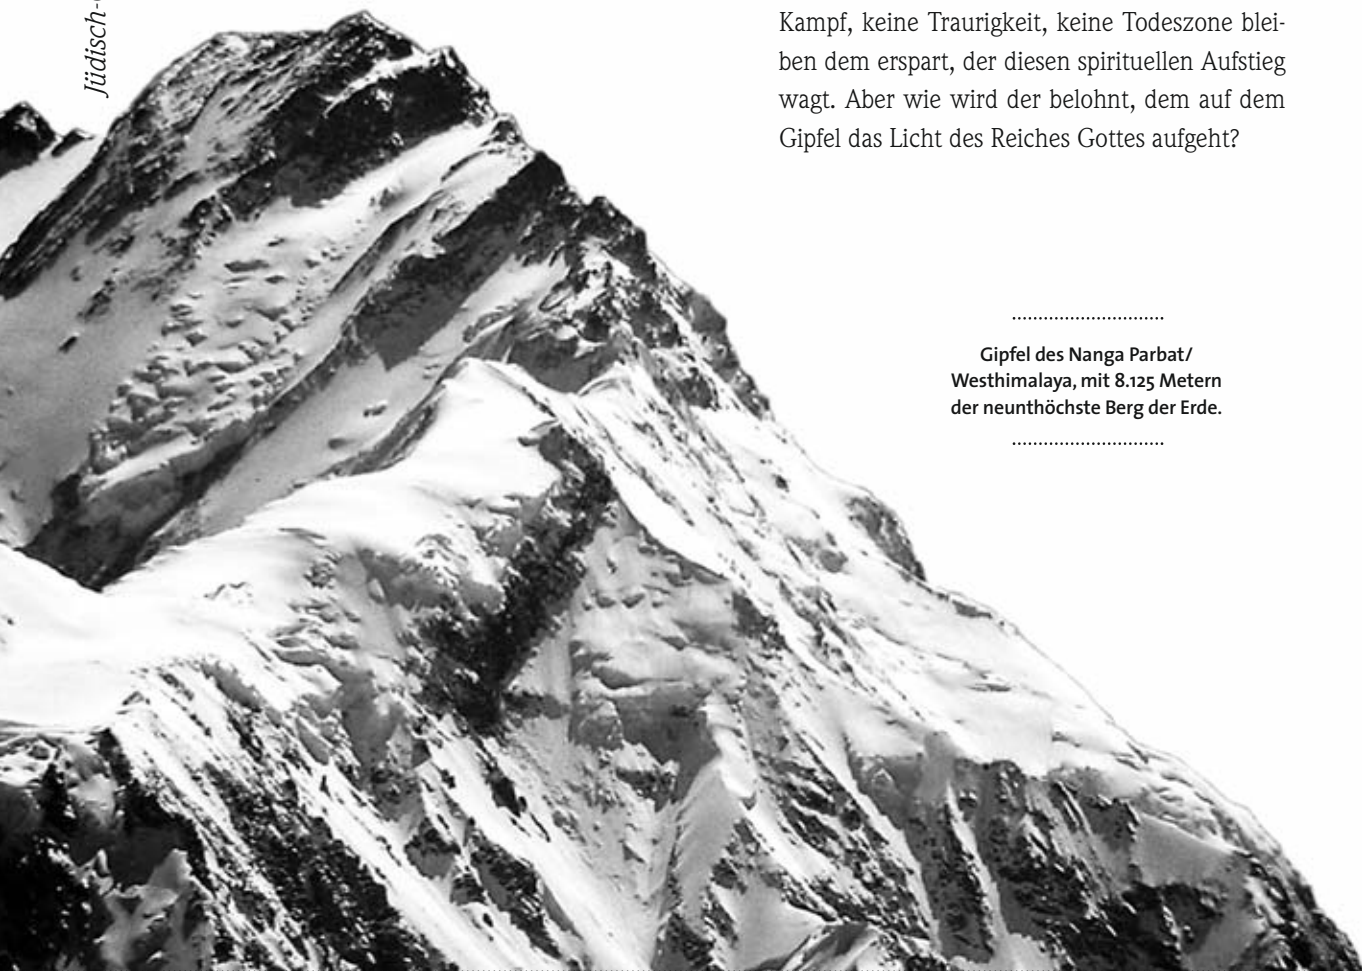 Jüdisch-
Kampf, keine Traurigkeit, keine Todeszone blei-
ben dem erspart, der diesen spirituellen Aufstieg
wagt. Aber wie wird der belohnt, dem auf dem
Gipfel das Licht des Reiches Gottes aufgeht?
Gipfel des Nanga Parbat/
Westhimalaya, mit 8.125 Metern
der neunthöchste Berg der Erde.